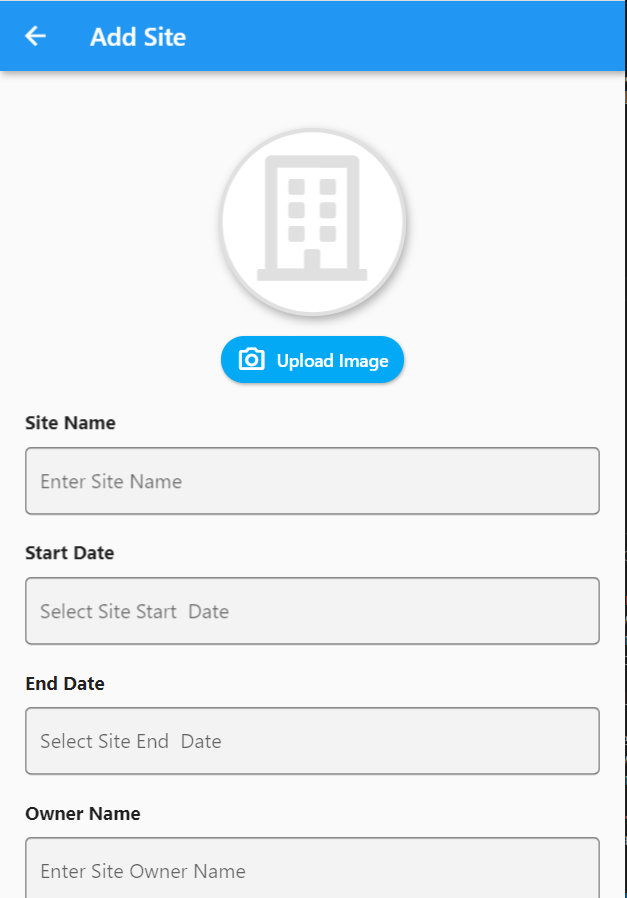 Add Site
Upload Image
Site Name
Enter Site Name
Start Date
Select Site Start  Date
End Date
Select Site End  Date
Owner Name
Enter Site Owner Name